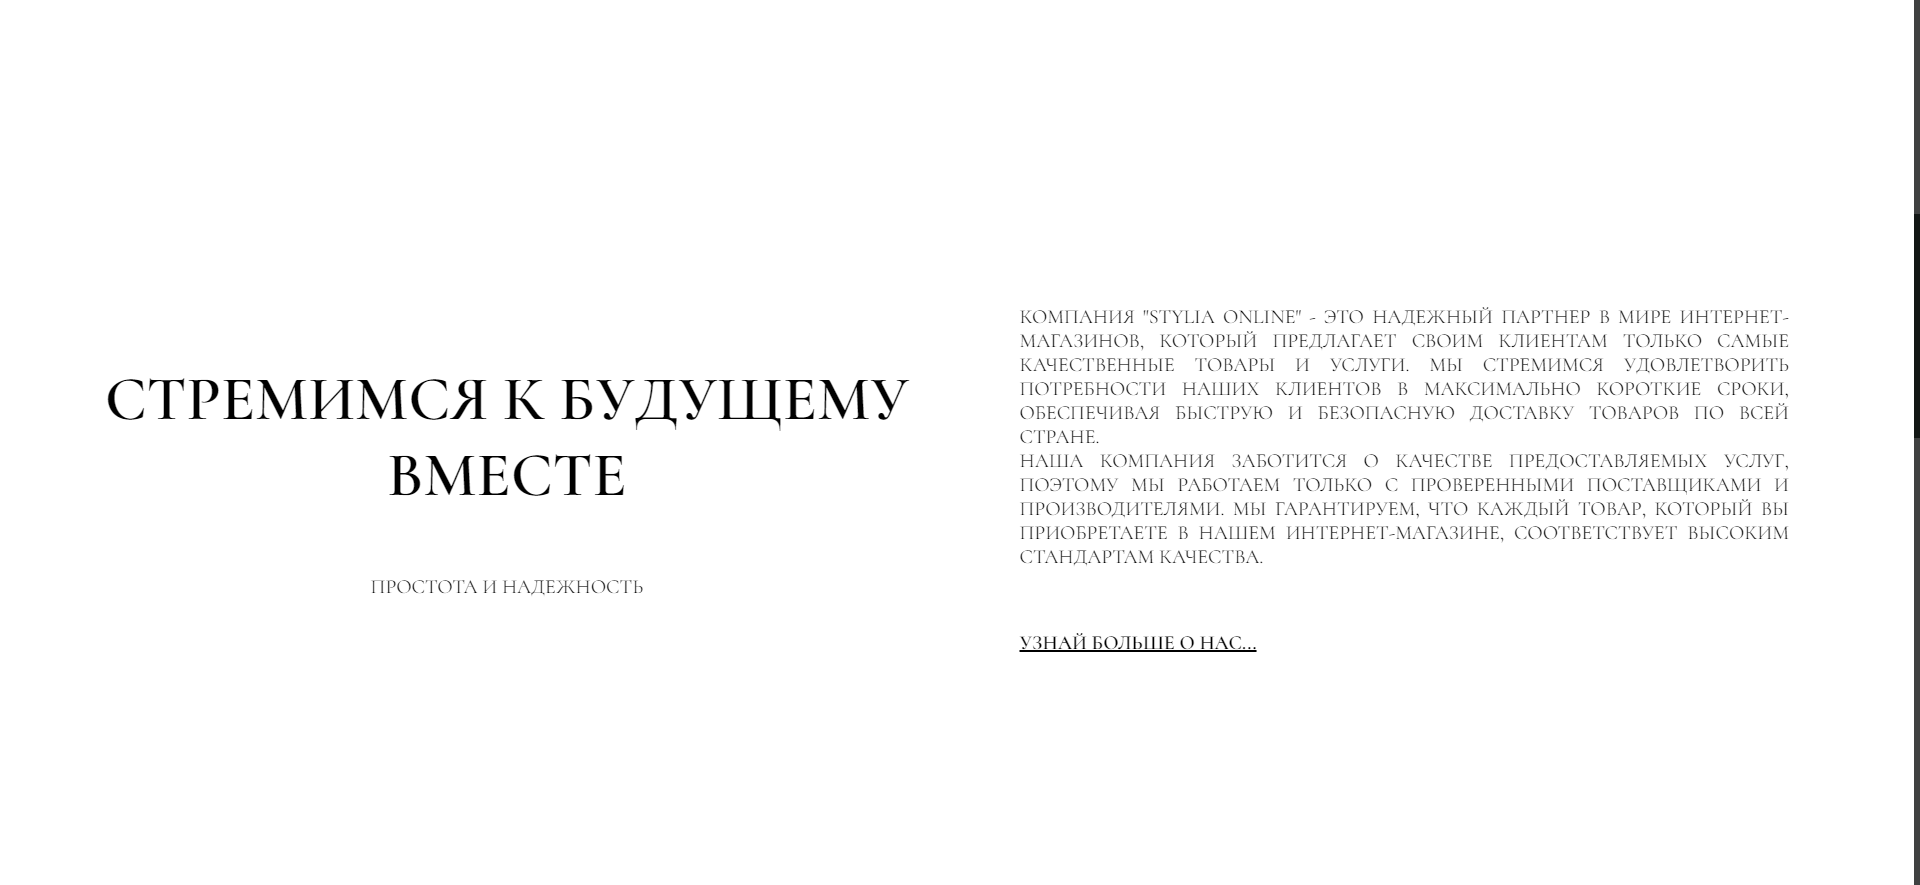 СТРЕМИМСЯ К БУДУЩЕМУ
ВМЕСТЕ
ПРОСТОТА И НАДЕЖНОСТЬ
КОМПАНИЯ "STYLIA ONLINE" - ЭТО НАДЕЖНЫЙ ПАРТНЕР В МИРЕ ИНТЕРНЕТ-
МАГАЗИНОВ, КОТОРЫЙ ПРЕДЛАГАЕТ СВОИМ КЛИЕНТАМ ТОЛЬКО САМЫЕ
КАЧЕСТВЕННЫЕ ТОВАРЫ И УСЛУГИ. МЫ СТРЕМИМСЯ УДОВЛЕТВОРИТЬ
ПОТРЕБНОСТИ НАШИХ КЛИЕНТОВ В МАКСИМАЛЬНО КОРОТКИЕ СРОКИ,
ОБЕСПЕЧИВАЯ БЫСТРУЮ И БЕЗОПАСНУЮ ДОСТАВКУ ТОВАРОВ ПО ВСЕЙ
СТРАНЕ.
НАША КОМПАНИЯ ЗАБОТИТСЯ О КАЧЕСТВЕ ПРЕДОСТАВЛЯЕМЫХ УСЛУГ,
ПОЭТОМУ МЫ РАБОТАЕМ ТОЛЬКО С ПРОВЕРЕННЫМИ ПОСТАВЩИКАМИ И
ПРОИЗВОДИТЕЛЯМИ. МЫ ГАРАНТИРУЕМ, ЧТО КАЖДЫЙ ТОВАР, КОТОРЫЙ ВЫ
ПРИОБРЕТАЕТЕ В НАШЕМ ИНТЕРНЕТ-МАГАЗИНЕ, СООТВЕТСТВУЕТ ВЫСОКИМ
СТАНДАРТАМ КАЧЕСТВА.
УЗНАЙ БОЛЬШЕ О НАС...